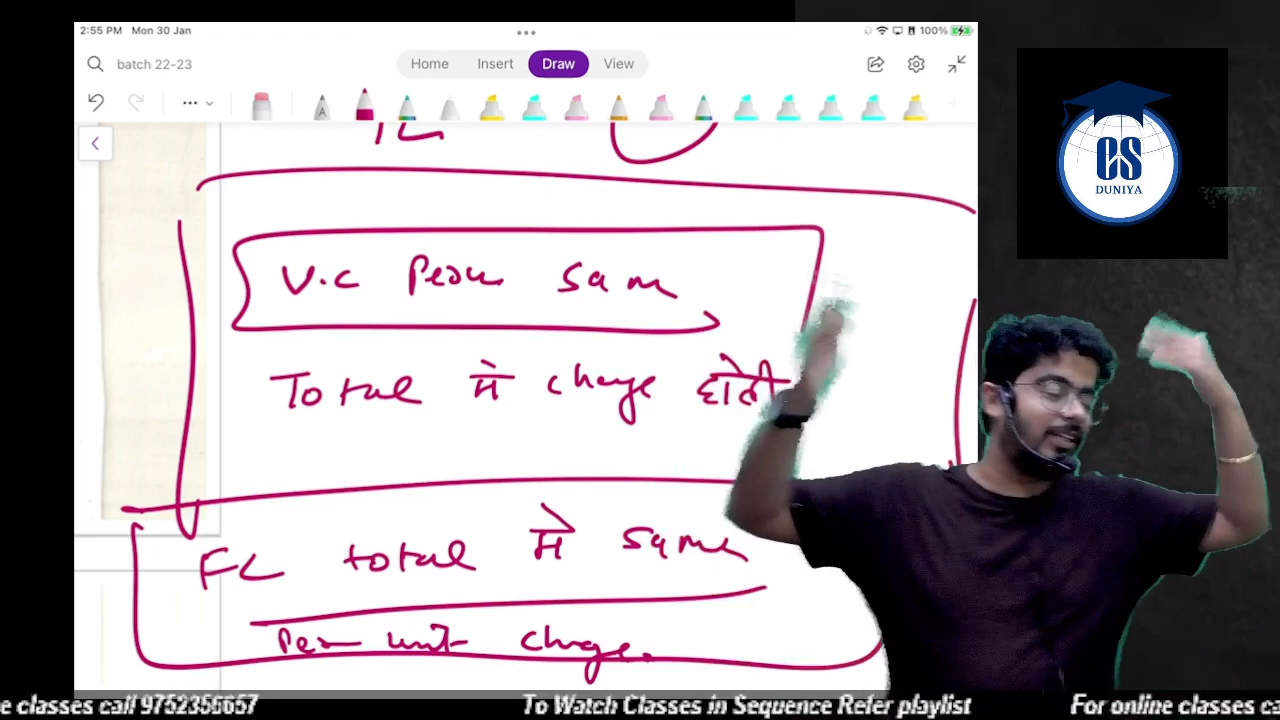 2:55 PM Mon 30 Jan
100%
batch 22-23
Home Insert Draw View
A
CS
DUNIYA
V.C Per Sam
Total में change होती
FC total में same
Per unit change.
e classes call 9752356657 To Watch Classes in Sequence Refer playlist For online classes ca